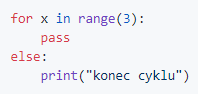 for x in range(3):
    pass
else:
    print("konec cyklu")